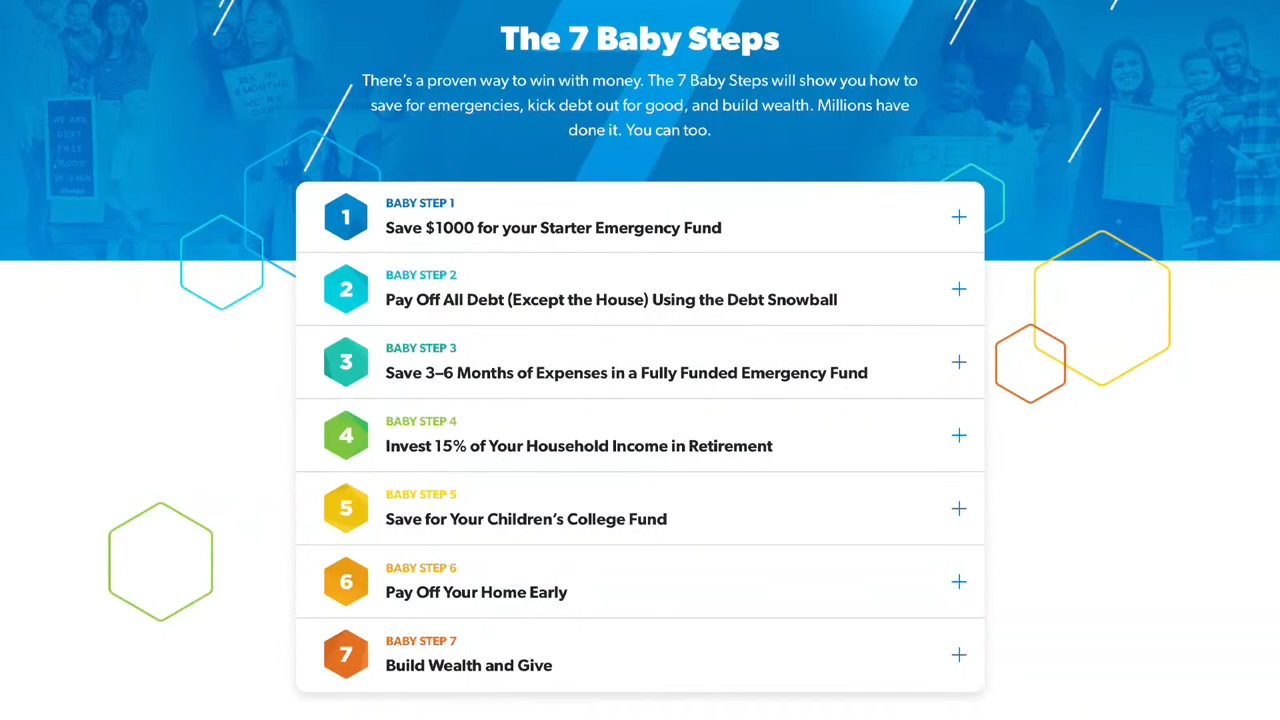 The 7 Baby Steps
There's a proven way to win with money. The 7 Baby Steps will show you how to
save for emergencies, kick debt out for good, and build wealth. Millions have
done it. You can too.
WE ARE
DEBT
FREE
1
BABY STEP 1
Save $1000 for your Starter Emergency Fund
2
BABY STEP 2
Pay Off All Debt (Except the House) Using the Debt Snowball
3
BABY STEP 3
Save 3–6 Months of Expenses in a Fully Funded Emergency Fund
4
BABY STEP 4
Invest 15% of Your Household Income in Retirement
5
BABY STEP 5
Save for Your Children's College Fund
6
BABY STEP 6
Pay Off Your Home Early
7
BABY STEP 7
Build Wealth and Give